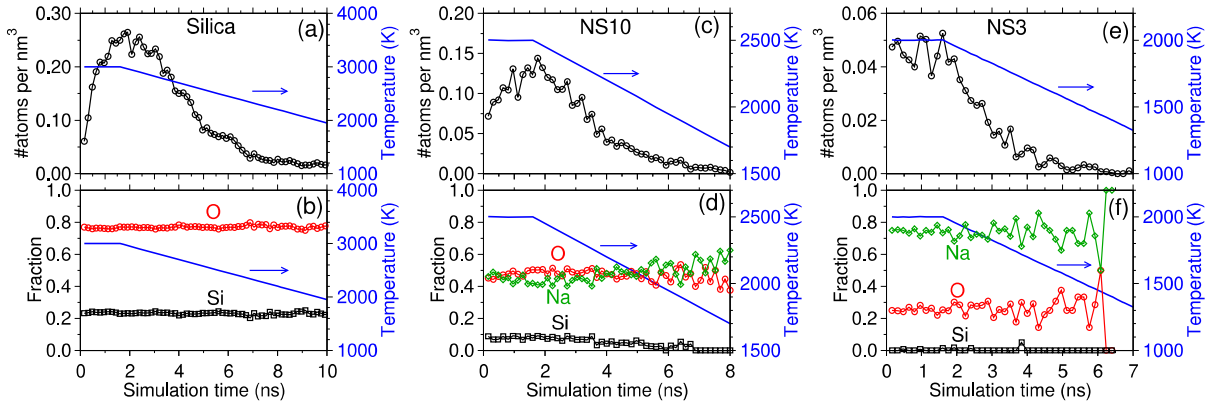 Silica
(a)
#atoms per nm3
0.30
0.20
0.10
0.00
4000
3000
2000
1000
Temperature (K)
NS10
(c)
#atoms per nm3
0.20
0.15
0.10
0.05
0.00
2500
2000
1500
Temperature (K)
NS3
(e)
#atoms per nm3
0.06
0.04
0.02
0.00
2000
1500
1000
Temperature (K)
(b)
O
Si
Fraction
1.0
0.8
0.6
0.4
0.2
0.0
4000
3000
2000
1000
Temperature (K)
0 2 4 6 8 10
Simulation time (ns)
(d)
O
Na
Si
Fraction
1.0
0.8
0.6
0.4
0.2
0.0
2500
2000
1500
Temperature (K)
0 1 2 3 4 5 6 7 8
Simulation time (ns)
(f)
Na
O
Si
Fraction
1.0
0.8
0.6
0.4
0.2
0.0
2000
1500
1000
Temperature (K)
0 1 2 3 4 5 6 7
Simulation time (ns)